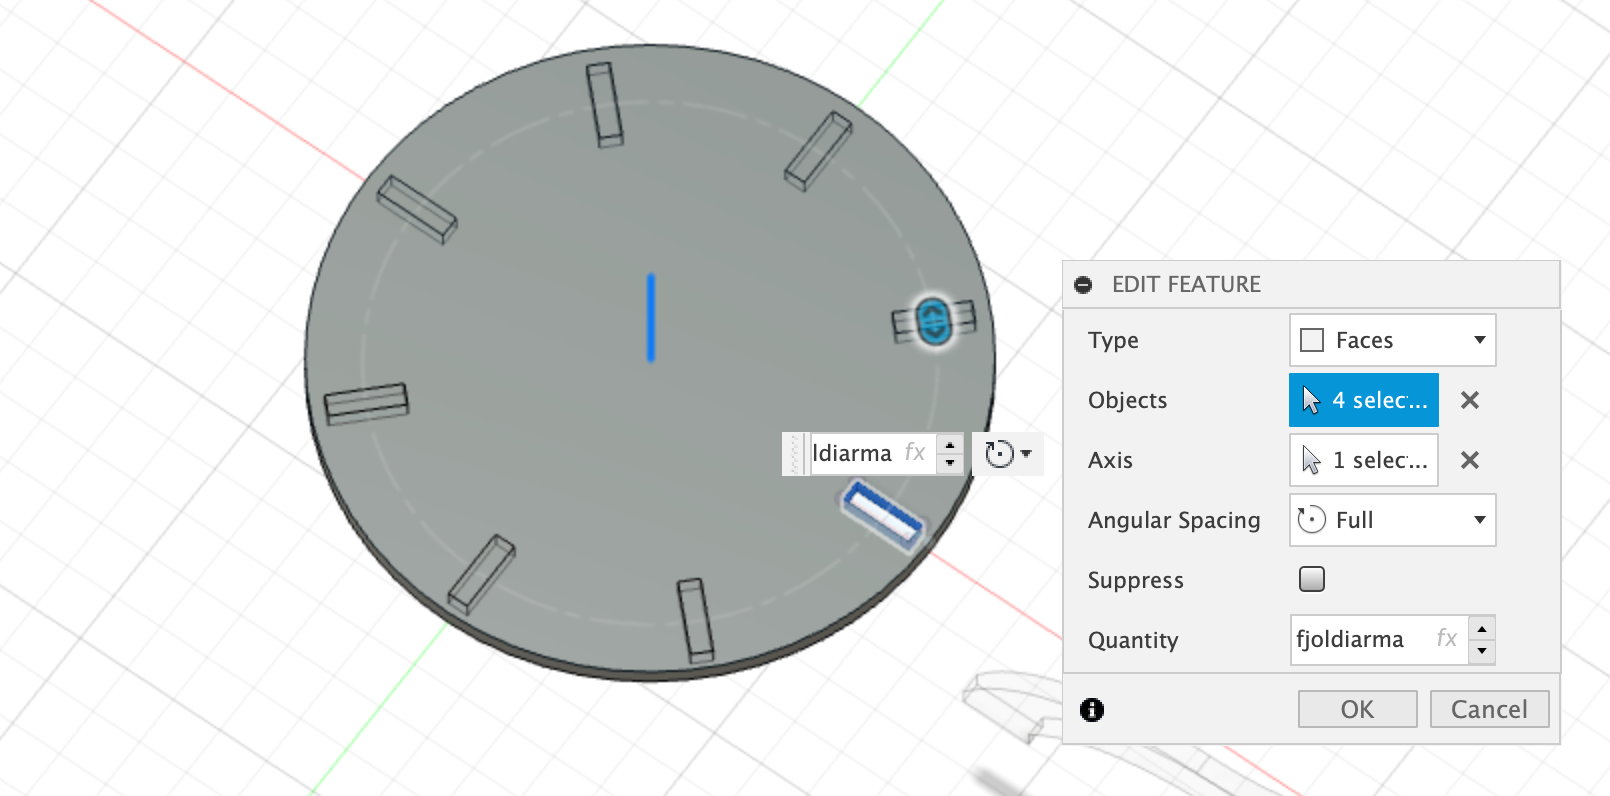 ldiarma fx
EDIT FEATURE
Type Faces
Objects 4 selec...
Axis 1 selec...
Angular Spacing Full
Suppress
Quantity fjoldiarma fx
OK Cancel